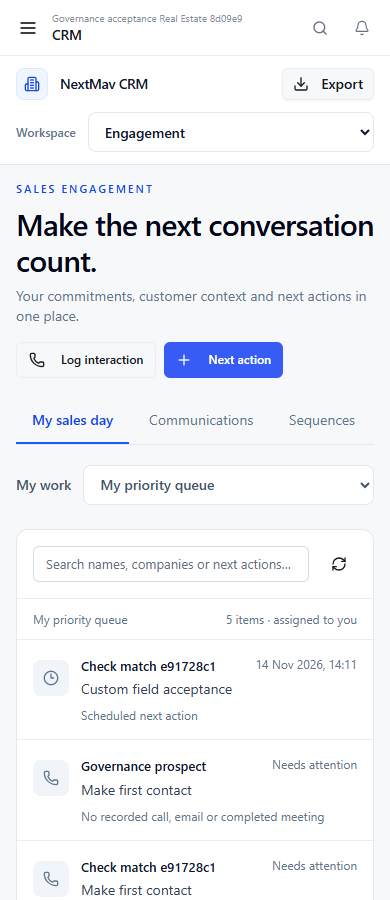 Governance acceptance Real Estate 8d09e9
CRM
NextMav CRM
Export
Workspace
Engagement
SALES ENGAGEMENT
Make the next conversation
count.
Your commitments, customer context and next actions in
one place.
Log interaction
Next action
My sales day
Communications
Sequences
My work
My priority queue
Search names, companies or next actions...
My priority queue
5 items · assigned to you
Check match e91728c1
14 Nov 2026, 14:11
Custom field acceptance
Scheduled next action
Governance prospect
Needs attention
Make first contact
No recorded call, email or completed meeting
Check match e91728c1
Needs attention
Make first contact